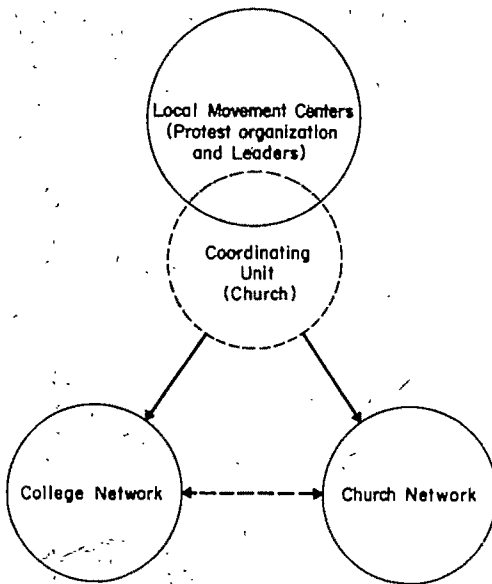 Local Movement Centers
(Protest organization
and Leaders)
Coordinating
Unit
(Church)
College Network
Church Network